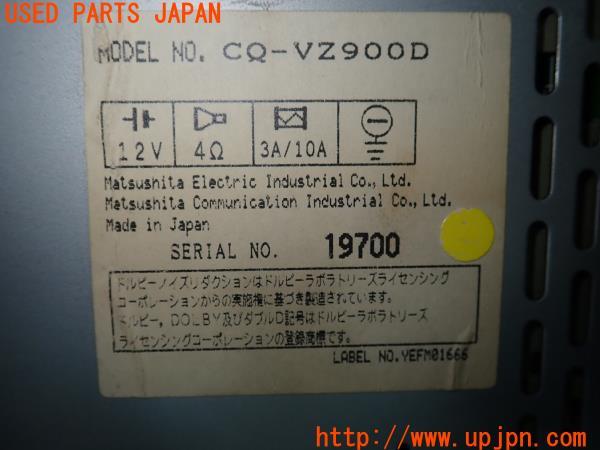 USED PARTS JAPAN
MODEL NO. CQ-VZ900D
12V 4Ω 3A/10A
Matsushita Electric Industrial Co., Ltd.
Matsushita Communication Industrial Co., Ltd.
Made in Japan
SERIAL NO. 19700
ドルビーノイズリダクションはドルビーラボラトリーズライセンシング
コーポレーションからの実施権に基づき製造されています。
ドルビー, DOLBY及びダブルD記号はドルビーラボラトリーズ
ライセンシングコーポレーションの登録商標です。
LABEL NO. YEFM01666
(U) www.upjpn.com